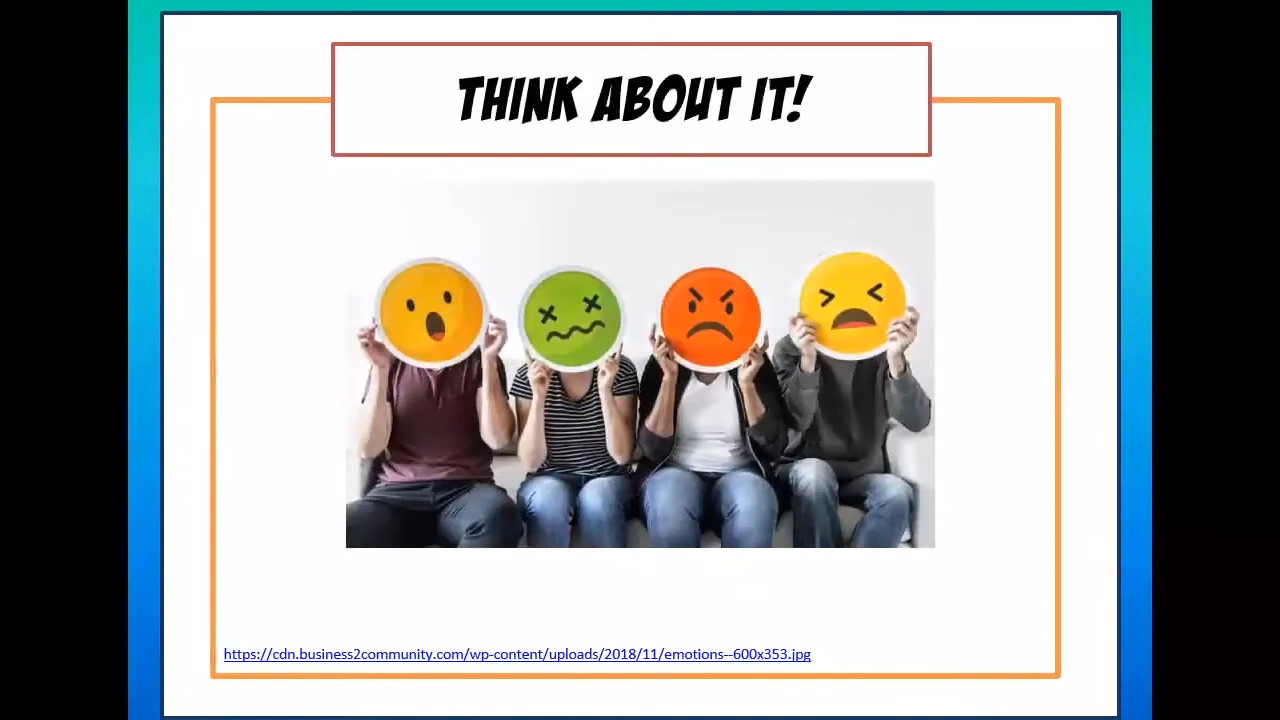 THINK ABOUT IT!
https://cdn.business2community.com/wp-content/uploads/2018/11/emotions--600x353.jpg